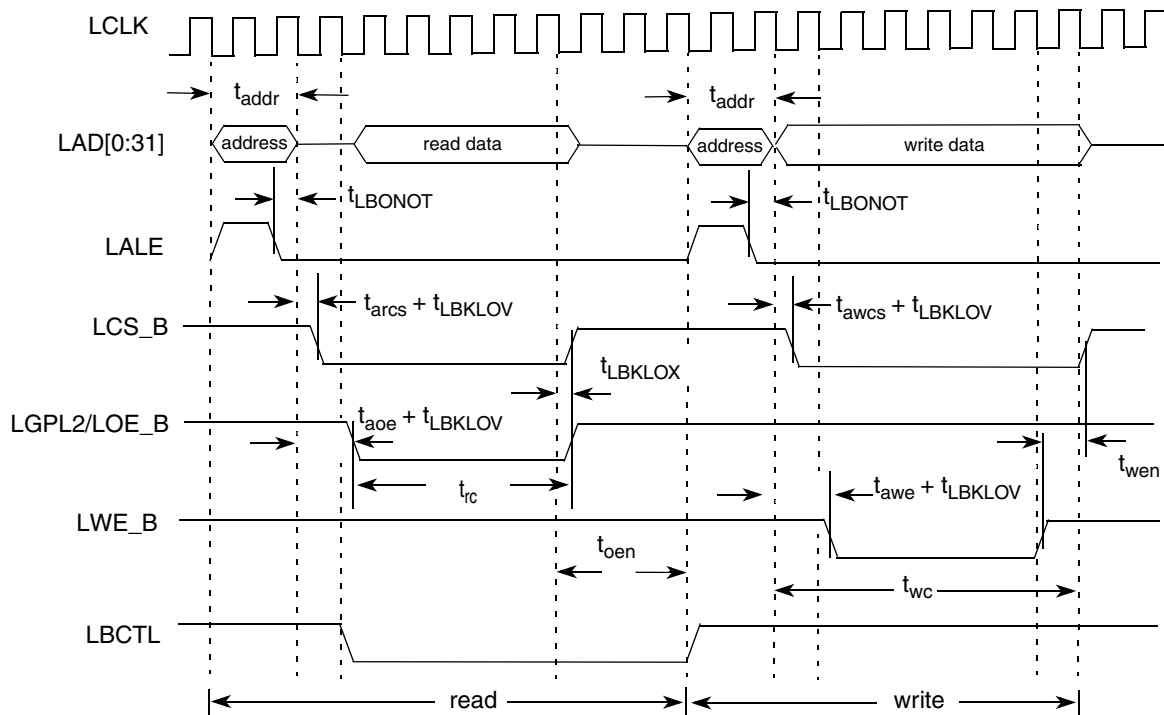 LCLK
t_addr t_addr
LAD[0:31] address read data address write data
t_LBONOT t_LBONOT
LALE
t_arcs + t_LBKLOV t_awcs + t_LBKLOV
LCS_B
t_LBKLOX
LGPL2/LOE_B t_aoe + t_LBKLOV
t_wen
t_rc t_awe + t_LBKLOV
LWE_B
t_oen
t_wc
LBCTL
read write